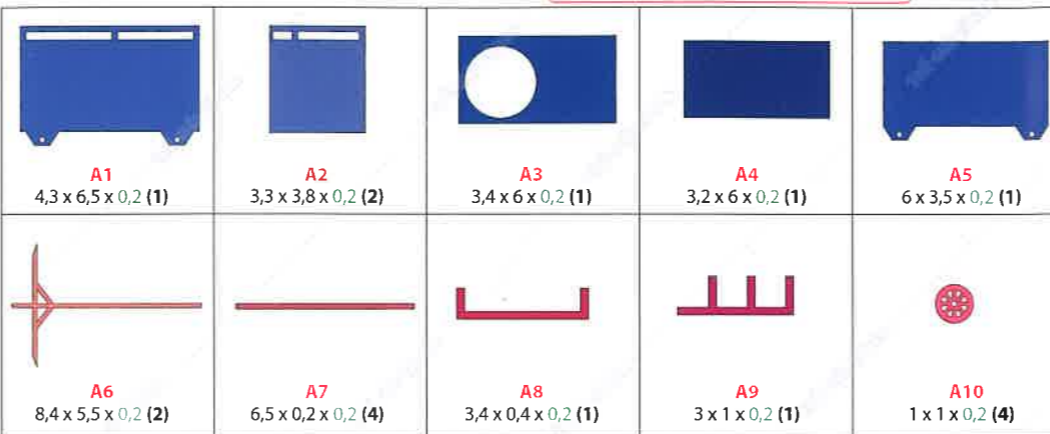 A1
4,3 x 6,5 x 0,2 (1)
A2
3,3 x 3,8 x 0,2 (2)
A3
3,4 x 6 x 0,2 (1)
A4
3,2 x 6 x 0,2 (1)
A5
6 x 3,5 x 0,2 (1)
A6
8,4 x 5,5 x 0,2 (2)
A7
6,5 x 0,2 x 0,2 (4)
A8
3,4 x 0,4 x 0,2 (1)
A9
3 x 1 x 0,2 (1)
A10
1 x 1 x 0,2 (4)